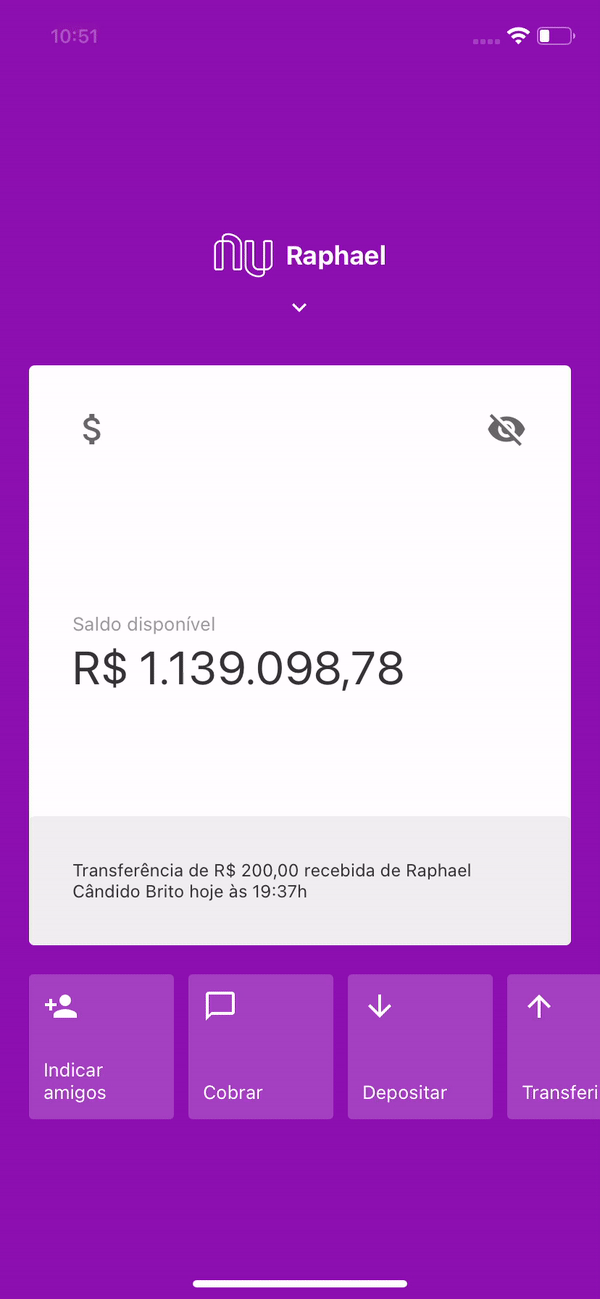 10:51
nu Raphael
$
Saldo disponível
R$ 1.139.098,78
Transferência de R$ 200,00 recebida de Raphael
Cândido Brito hoje às 19:37h
Indicar
amigos
Cobrar
Depositar
Transferi